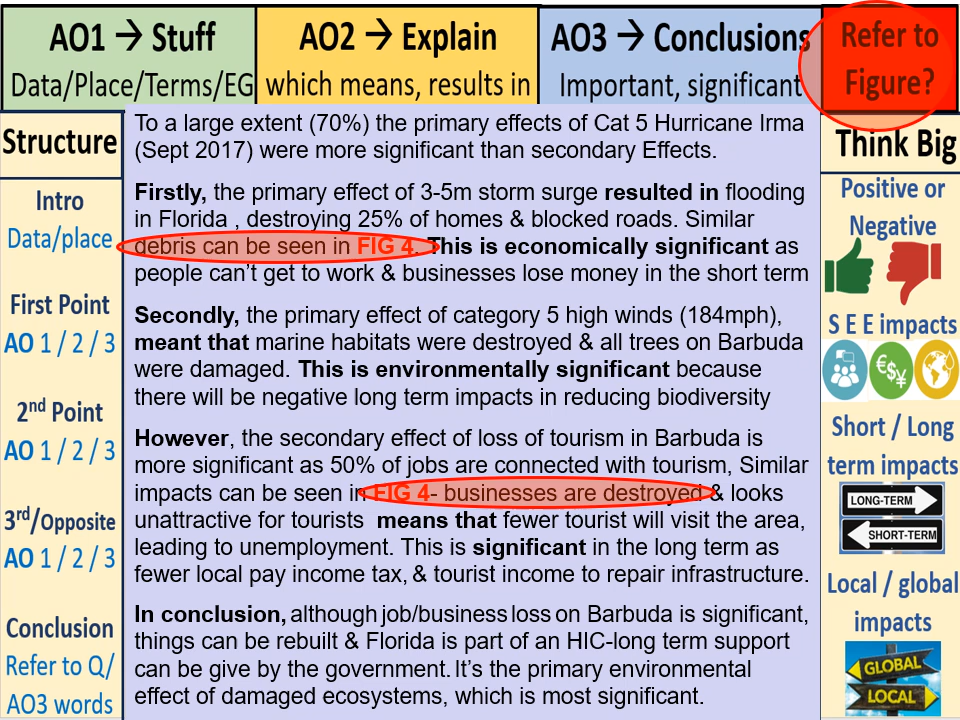 AO1 → Stuff
Data/Place/Terms/EG
AO2 → Explain
which means, results in
AO3 → Conclusions
Important, significant
Refer to
Figure?
Structure
Intro
Data/place
First Point
AO 1 / 2 / 3
2nd Point
AO 1 / 2 / 3
3rd/Opposite
AO 1 / 2 / 3
Conclusion
Refer to Q/
AO3 words
To a large extent (70%) the primary effects of Cat 5 Hurricane Irma
(Sept 2017) were more significant than secondary Effects.
Firstly, the primary effect of 3-5m storm surge resulted in flooding
in Florida , destroying 25% of homes & blocked roads. Similar
debris can be seen in FIG 4. This is economically significant as
people can’t get to work & businesses lose money in the short term
Secondly, the primary effect of category 5 high winds (184mph),
meant that marine habitats were destroyed & all trees on Barbuda
were damaged. This is environmentally significant because
there will be negative long term impacts in reducing biodiversity
However, the secondary effect of loss of tourism in Barbuda is
more significant as 50% of jobs are connected with tourism, Similar
impacts can be seen in FIG 4- businesses are destroyed & looks
unattractive for tourists means that fewer tourist will visit the area,
leading to unemployment. This is significant in the long term as
fewer local pay income tax, & tourist income to repair infrastructure.
In conclusion, although job/business loss on Barbuda is significant,
things can be rebuilt & Florida is part of an HIC-long term support
can be give by the government. It’s the primary environmental
effect of damaged ecosystems, which is most significant.
Think Big
Positive or
Negative
S E E impacts
€$¥
Short / Long
term impacts
LONG-TERM
SHORT-TERM
Local / global
impacts
GLOBAL
LOCAL